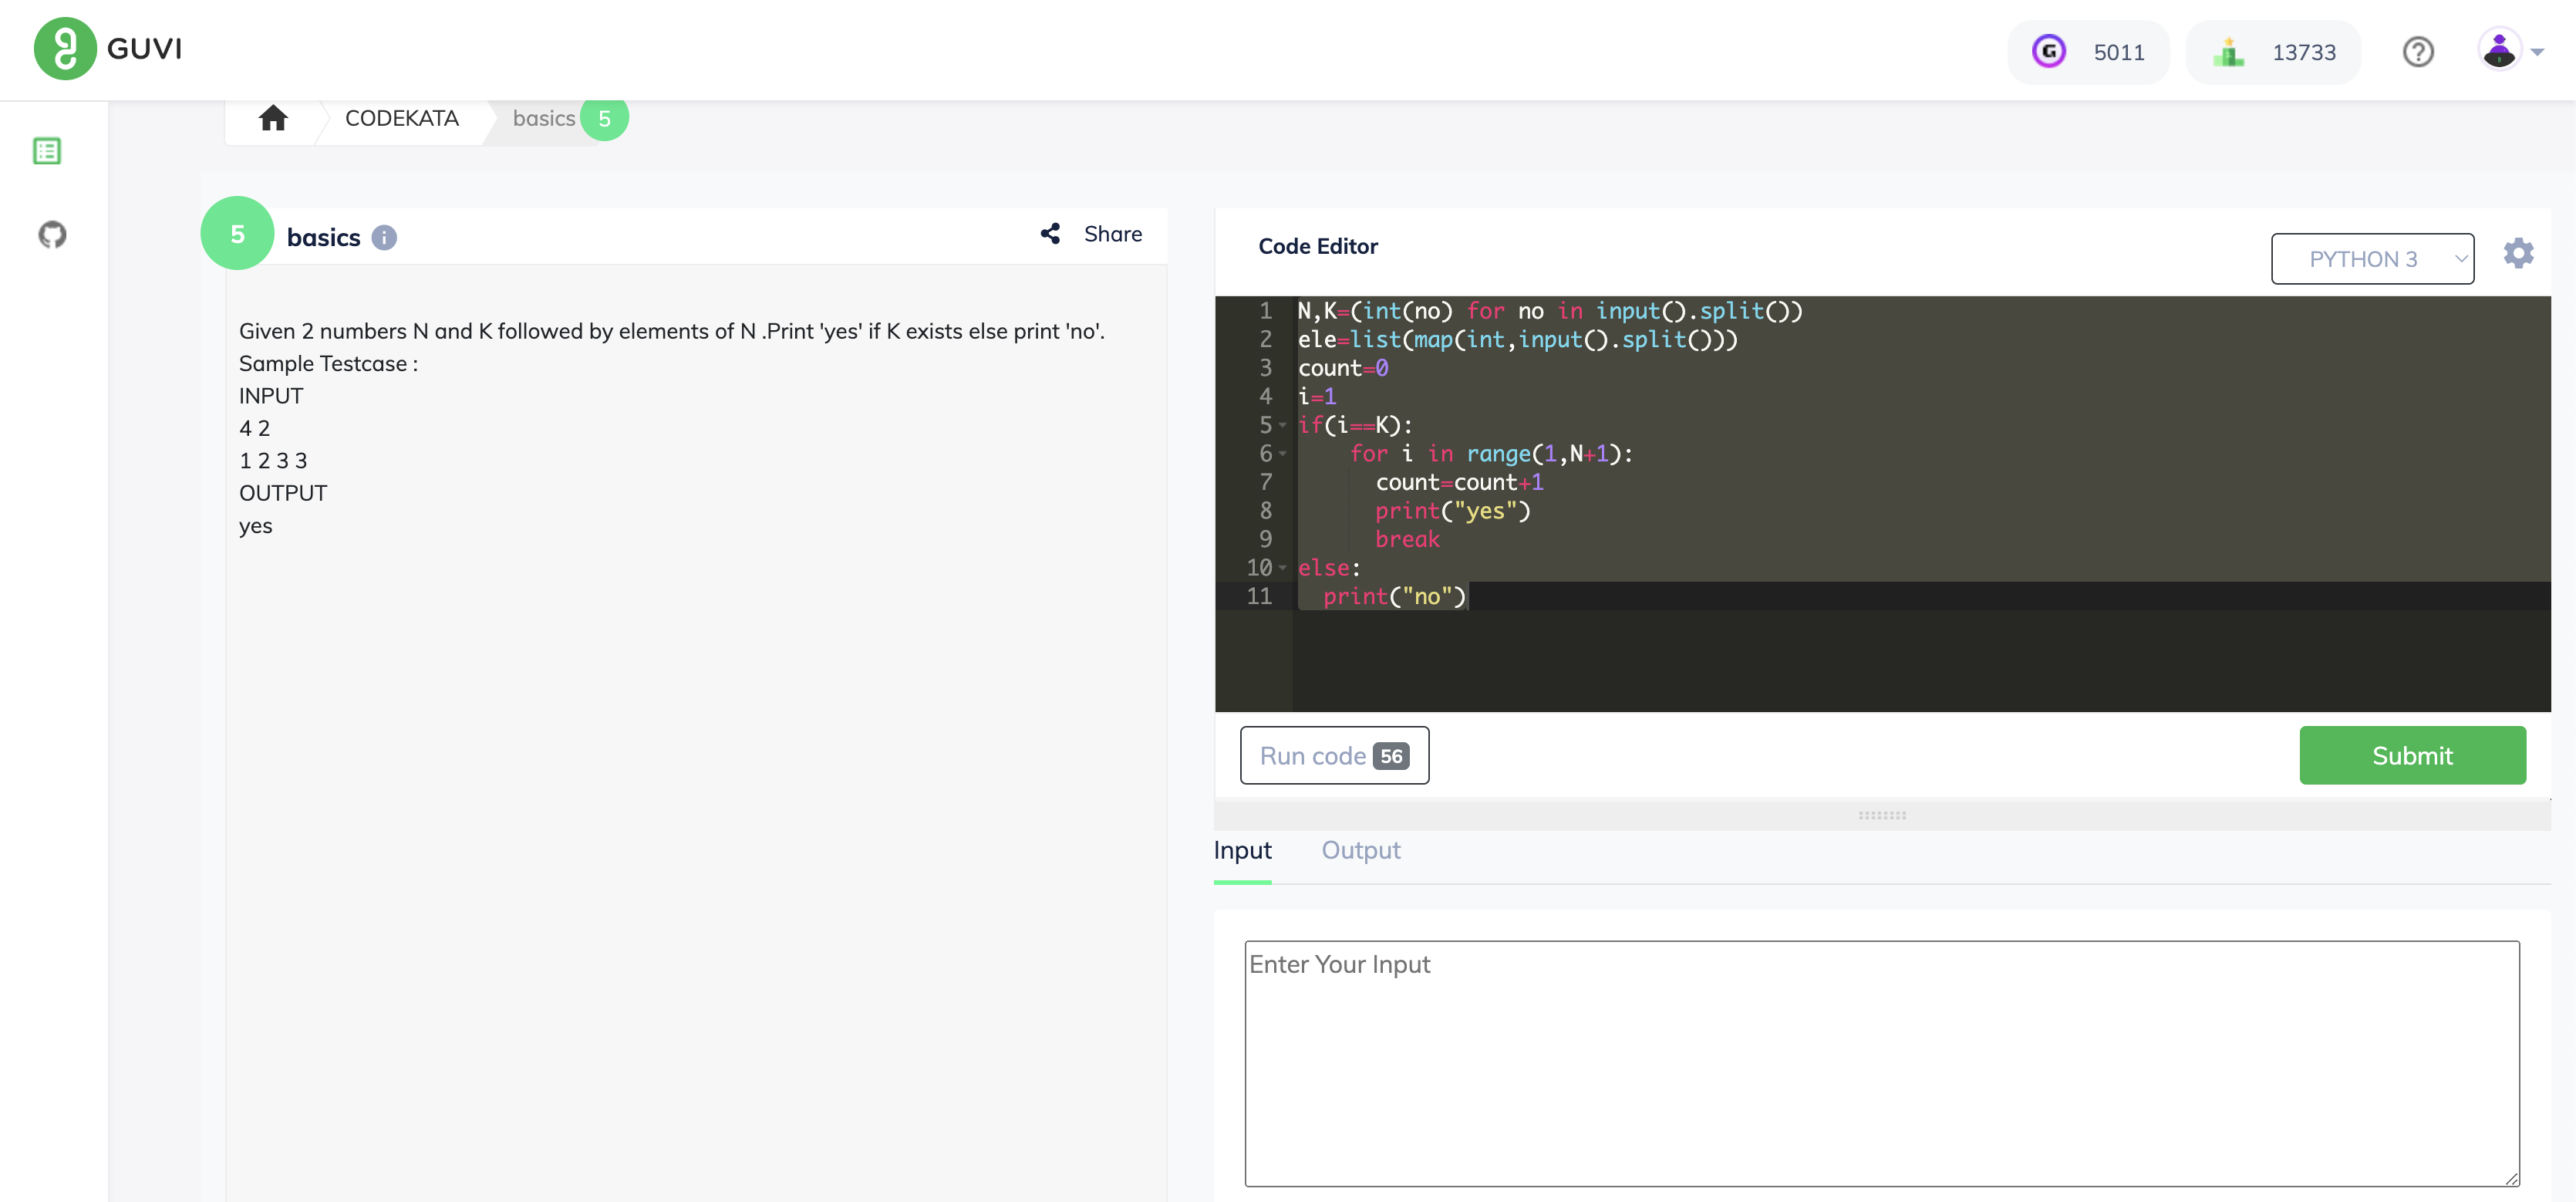 GUVI
5011
13733
CODEKATA
basics 5
5 basics
Share
Given 2 numbers N and K followed by elements of N .Print 'yes' if K exists else print 'no'.
Sample Testcase :
INPUT
4 2
1 2 3 3
OUTPUT
yes
Code Editor
PYTHON 3
1 N,K=(int(no) for no in input().split())
2 ele=list(map(int,input().split()))
3 count=0
4 i=1
5 if(i==K):
6     for i in range(1,N+1):
7       count=count+1
8       print("yes")
9       break
10 else:
11   print("no")
Run code 56
Submit
Input
Output
Enter Your Input